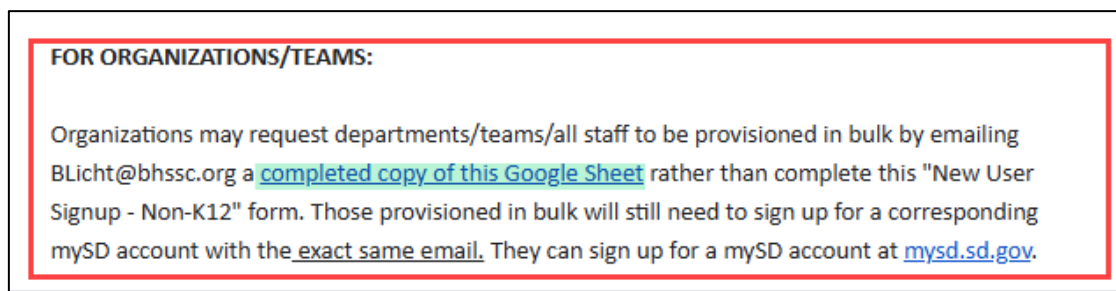 FOR ORGANIZATIONS/TEAMS:
Organizations may request departments/teams/all staff to be provisioned in bulk by emailing
BLicht@bhssc.org a completed copy of this Google Sheet rather than complete this "New User
Signup - Non-K12" form. Those provisioned in bulk will still need to sign up for a corresponding
mySD account with the exact same email. They can sign up for a mySD account at mysd.sd.gov.